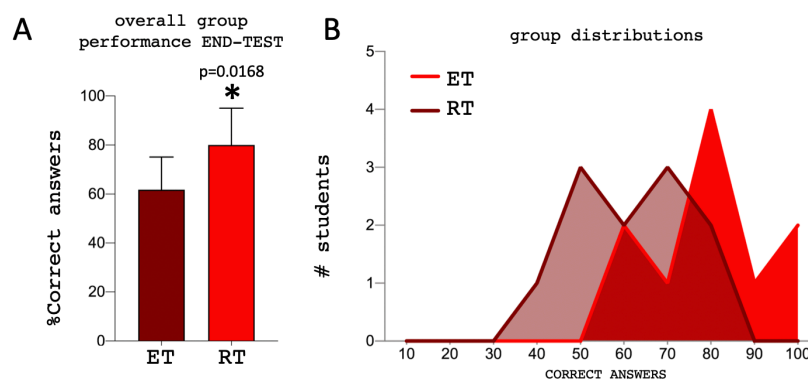 A
overall group
performance END-TEST
p=0.0168
*
%Correct answers
100
80
60
40
20
0
ET
RT
B
group distributions
ET
RT
# students
5
4
3
2
1
0
10 20 30 40 50 60 70 80 90 100
CORRECT ANSWERS